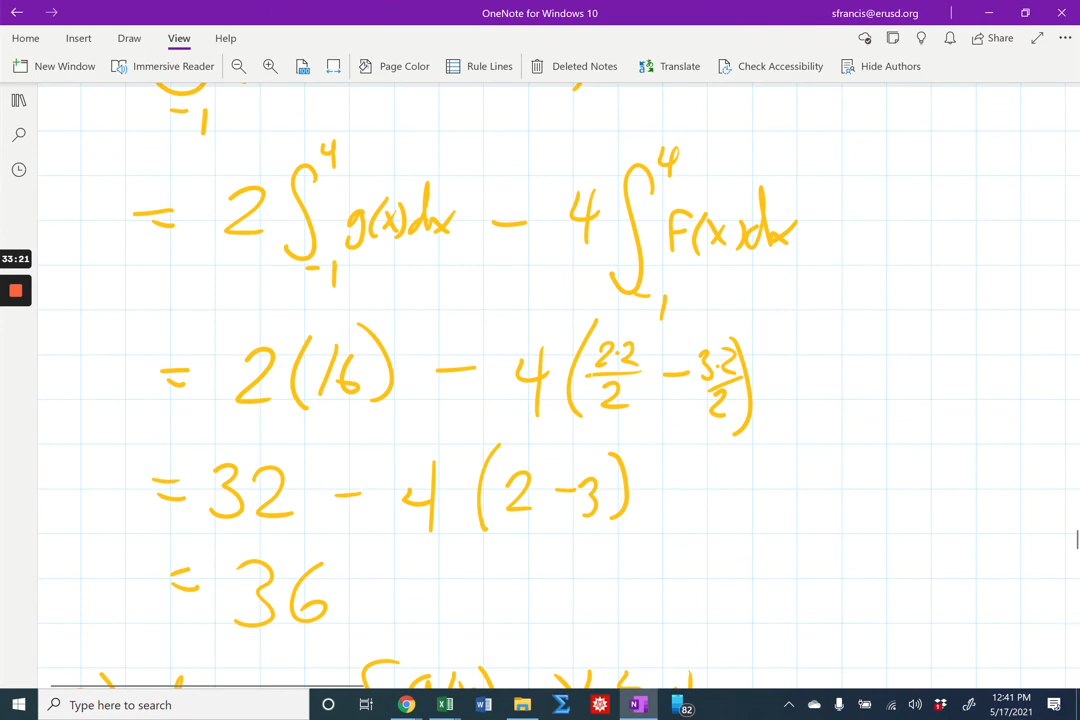 OneNote for Windows 10
sfrancis@erusd.org
Home Insert Draw View Help
Share
New Window Immersive Reader Page Color Rule Lines Deleted Notes Translate Check Accessibility Hide Authors
-1
= 2 ∫_{-1}^{4} g(x)dx - 4 ∫_{-1}^{4} F(x)dx
33:21
= 2(16) - 4(2·2/2 - 3·2/2)
= 32 - 4(2-3)
= 36
Type here to search
82
12:41 PM
5/17/2021